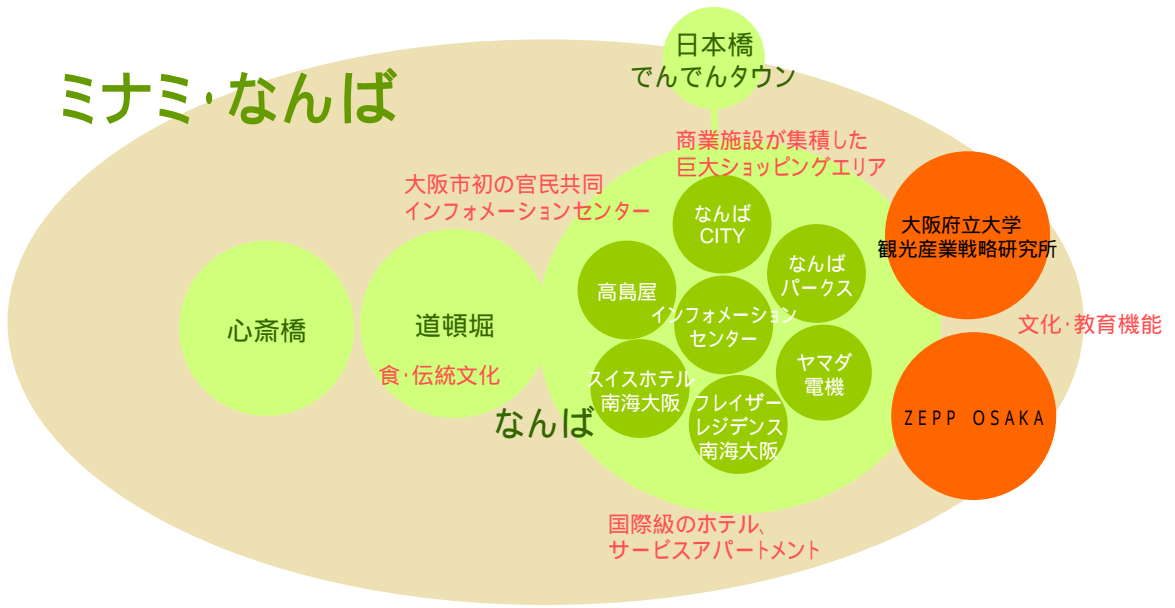 日本橋
でんでんタウン
ミナミ・なんば
商業施設が集積した
巨大ショッピングエリア
大阪市初の官民共同
インフォメーションセンター
なんば
CITY
大阪府立大学
観光産業戦略研究所
なんば
パークス
高島屋
インフォメーション
センター
心斎橋
道頓堀
文化・教育機能
食・伝統文化
ヤマダ
電機
スイスホテル
南海大阪
フレイザー
レジデンス
南海大阪
なんば
ZEPP OSAKA
国際級のホテル、
サービスアパートメント